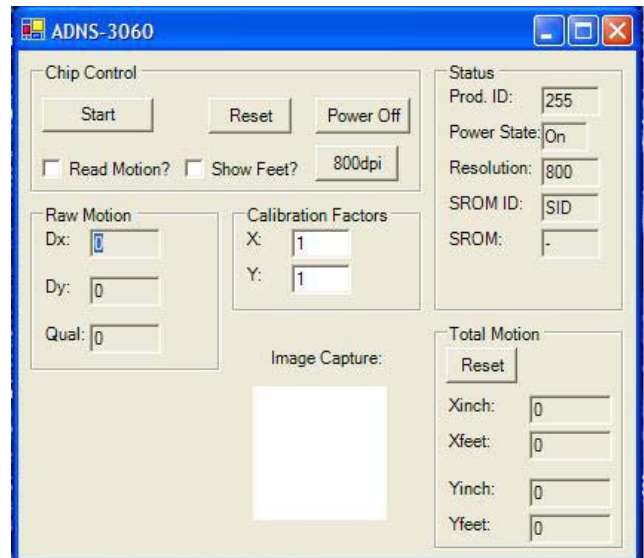 ADNS-3060
Chip Control
Start
Reset
Power Off
Read Motion?
Show Feet?
800dpi
Status
Prod. ID: 255
Power State: On
Resolution: 800
SROM ID: SID
SROM: -
Raw Motion
Dx: 0
Dy: 0
Qual: 0
Calibration Factors
X: 1
Y: 1
Image Capture:
Total Motion
Reset
Xinch: 0
Xfeet: 0
Yinch: 0
Yfeet: 0